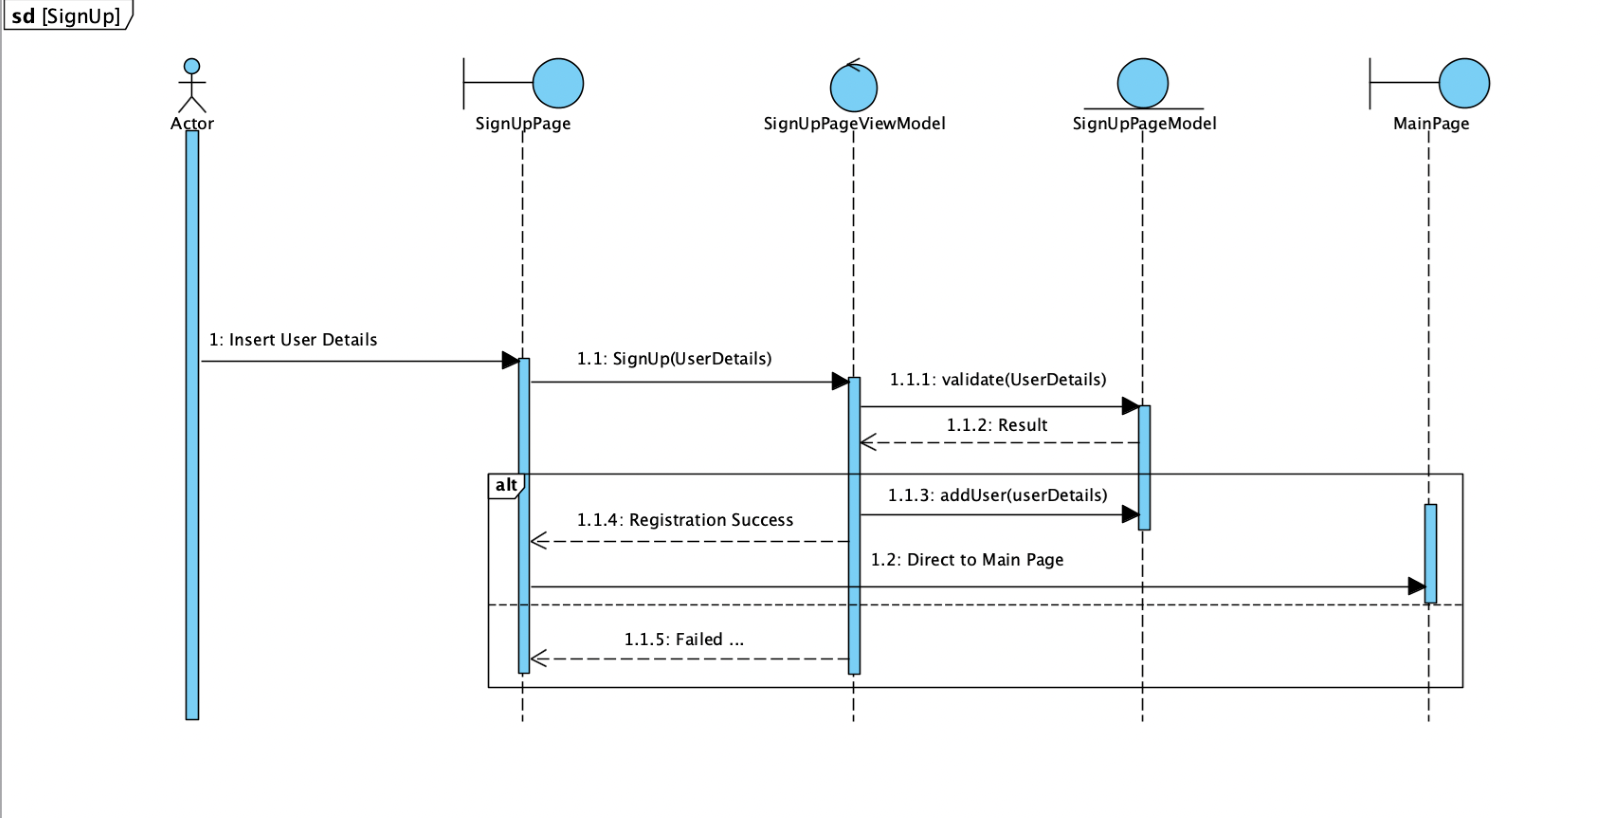 sd [SignUp]
Actor
SignUpPage
SignUpPageViewModel
SignUpPageModel
MainPage
1: Insert User Details
1.1: SignUp(UserDetails)
1.1.1: validate(UserDetails)
1.1.2: Result
alt
1.1.3: addUser(userDetails)
1.1.4: Registration Success
1.2: Direct to Main Page
1.1.5: Failed ...